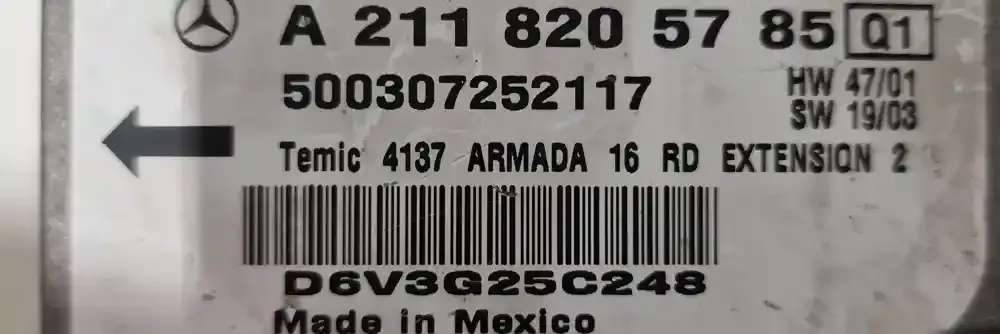 A 211 820 57 85 Q1
500307252117
HW 47/01
SW 19/03
Temic 4137 ARMADA 16 RD EXTENSION 2
D6V3G25C248
Made in Mexico